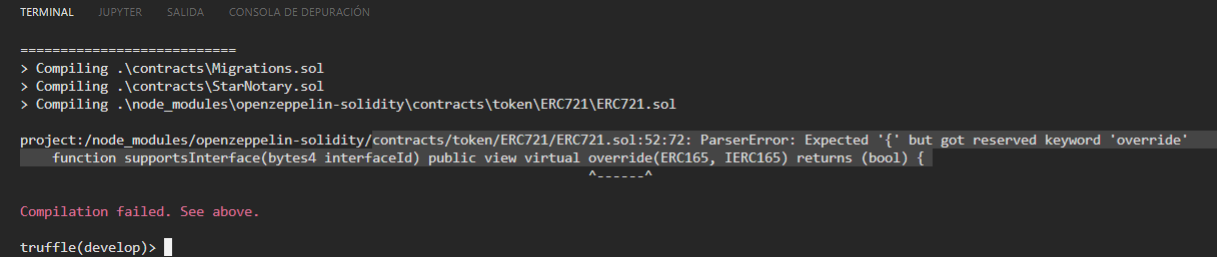 TERMINAL JUPYTER SALIDA CONSOLA DE DEPURACIÓN
===========================
> Compiling .\contracts\Migrations.sol
> Compiling .\contracts\StarNotary.sol
> Compiling .\node_modules\openzeppelin-solidity\contracts\token\ERC721\ERC721.sol
project:/node_modules/openzeppelin-solidity/contracts/token/ERC721/ERC721.sol:52:72: ParserError: Expected '{' but got reserved keyword 'override'
    function supportsInterface(bytes4 interfaceId) public view virtual override(ERC165, IERC165) returns (bool) {
                                                                       ^------^
Compilation failed. See above.
truffle(develop)>